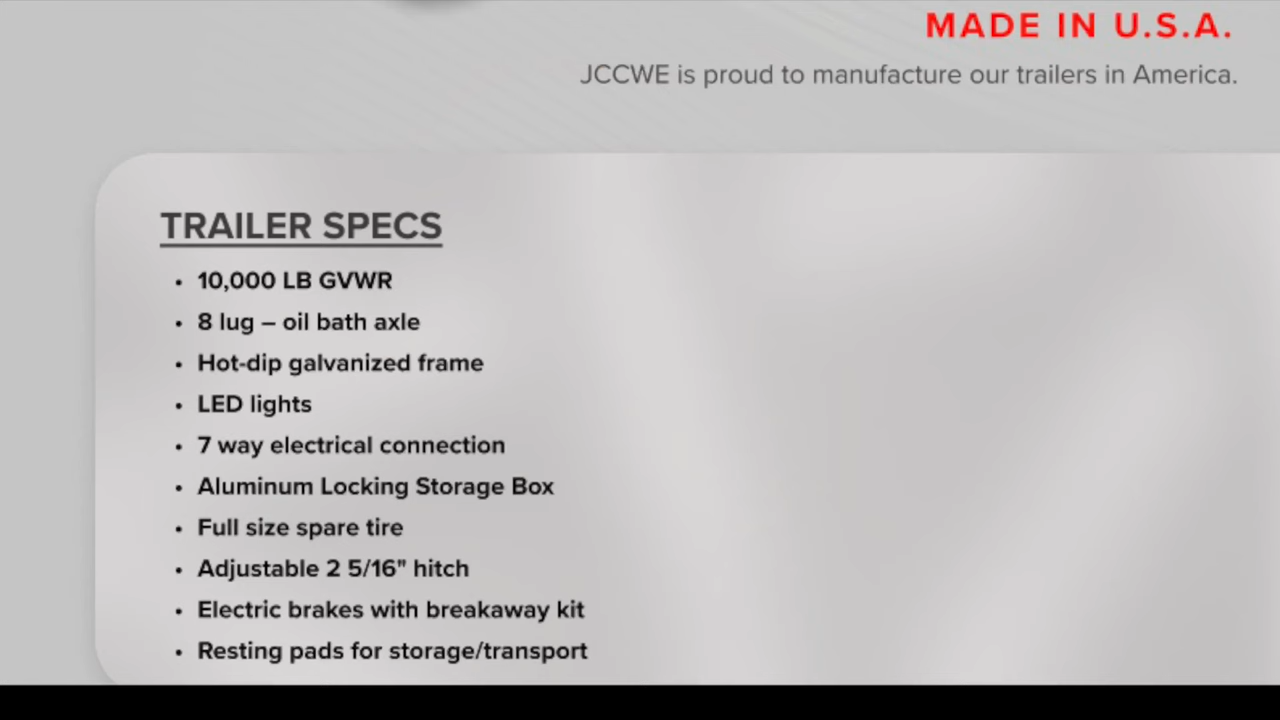 MADE IN U.S.A.
JCCWE is proud to manufacture our trailers in America.
TRAILER SPECS
• 10,000 LB GVWR
• 8 lug – oil bath axle
• Hot-dip galvanized frame
• LED lights
• 7 way electrical connection
• Aluminum Locking Storage Box
• Full size spare tire
• Adjustable 2 5/16" hitch
• Electric brakes with breakaway kit
• Resting pads for storage/transport